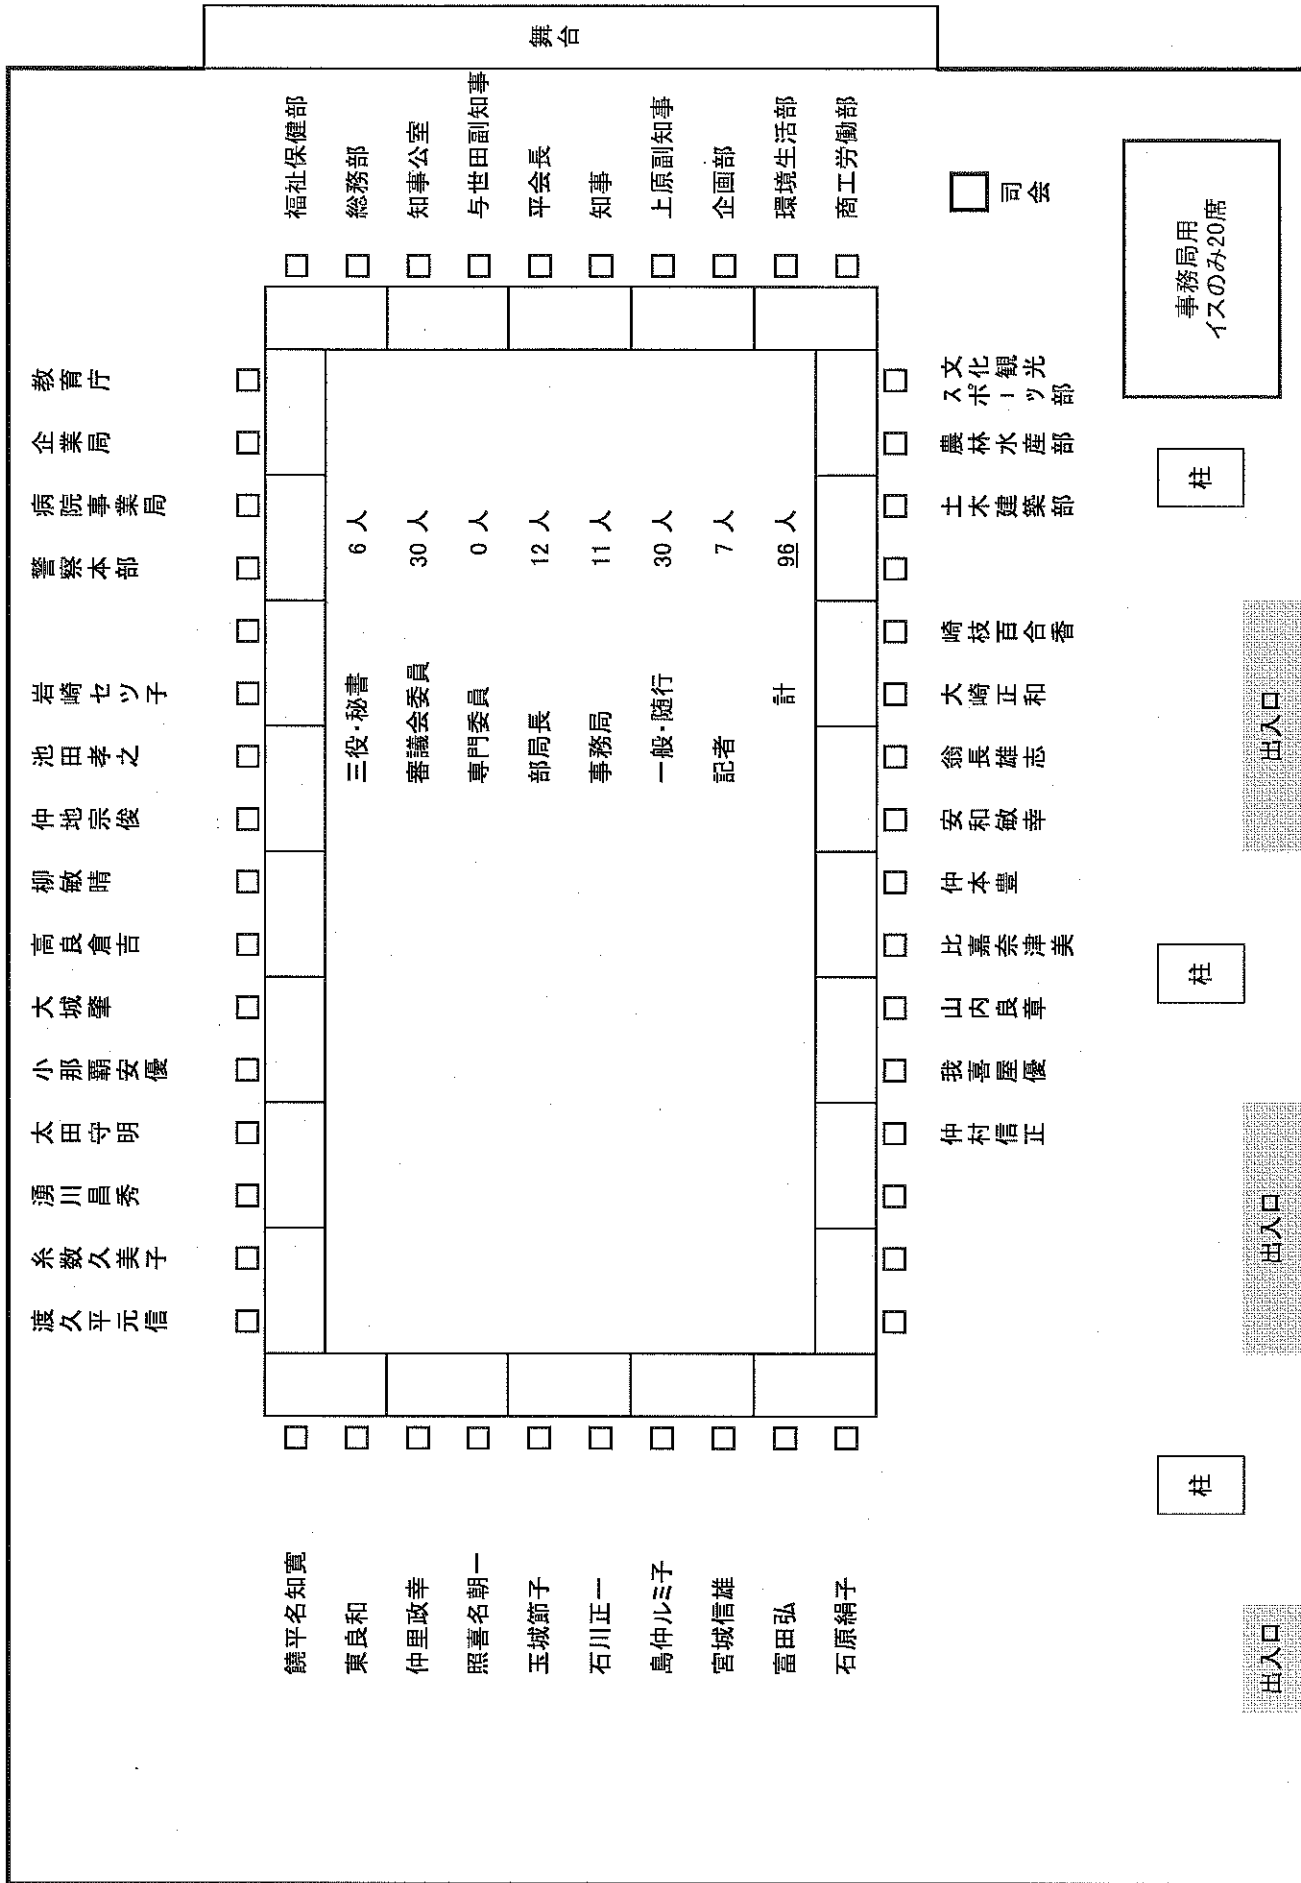 舞台
福祉保健部
総務部
知事公室
与世田副知事
平会長
知事
上原副知事
企画部
環境生活部
商工労働部
司会
事務局用
イスのみ20席
教育庁
企業局
病院事業局
警察本部
岩崎セツ子
池田孝之
仲地宗俊
柳敏晴
高良倉吉
大城肇
小那覇安優
太田守明
湧川昌秀
糸数久美子
渡久平元信
三役・秘書 6 人
審議会委員 30 人
専門委員 0 人
部局長 12 人
事務局 11 人
一般・随行 30 人
記者 7 人
計 96 人
文化観光
スポーツ部
農林水産部
土木建築部
崎枝百合香
大崎正和
翁長雄志
安和敏幸
仲本豊
比嘉奈津美
山内良章
我喜屋優
仲村信正
饒平名知寛
東良和
仲里政幸
照喜名朝一
玉城節子
石川正一
島仲ルミ子
宮城信雄
富田弘
石原絹子
柱
柱
柱
出入口
出入口
出入口